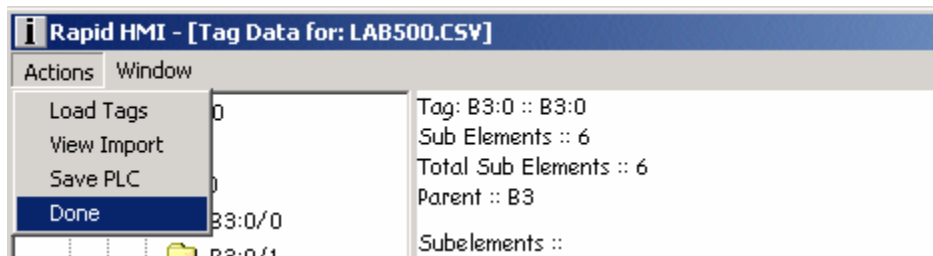 Rapid HMI - [Tag Data for: LAB500.CSV]
Actions Window
Load Tags
View Import
Save PLC
Done
B3:0/0
Tag: B3:0 :: B3:0
Sub Elements :: 6
Total Sub Elements :: 6
Parent :: B3
Subelements ::